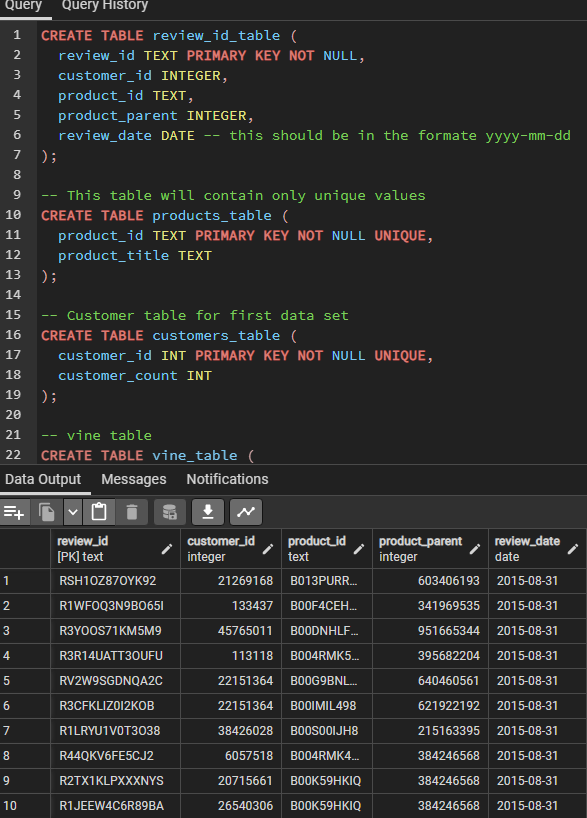 Query Query History
1 CREATE TABLE review_id_table (
2 review_id TEXT PRIMARY KEY NOT NULL,
3 customer_id INTEGER,
4 product_id TEXT,
5 product_parent INTEGER,
6 review_date DATE -- this should be in the formate yyyy-mm-dd
7 );
8
9 -- This table will contain only unique values
10 CREATE TABLE products_table (
11 product_id TEXT PRIMARY KEY NOT NULL UNIQUE,
12 product_title TEXT
13 );
14
15 -- Customer table for first data set
16 CREATE TABLE customers_table (
17 customer_id INT PRIMARY KEY NOT NULL UNIQUE,
18 customer_count INT
19 );
20
21 -- vine table
22 CREATE TABLE vine_table (
Data Output Messages Notifications
review_id customer_id product_id product_parent review_date
[PK] text integer text integer date
1 RSH1OZ87OYK92 21269168 B013PURR... 603406193 2015-08-31
2 R1WFOQ3N9BO65I 133437 B00F4CEH... 341969535 2015-08-31
3 R3YOOS71KM5M9 45765011 B00DNHLF... 951665344 2015-08-31
4 R3R14UATT3OUFU 113118 B004RMK5... 395682204 2015-08-31
5 RV2W9SGDNQA2C 22151364 B00G9BNL... 640460561 2015-08-31
6 R3CFKLIZ0I2KOB 22151364 B00IMIL498 621922192 2015-08-31
7 R1LRYU1V0T3O38 38426028 B00S00IJH8 215163395 2015-08-31
8 R44QKV6FE5CJ2 6057518 B004RMK4... 384246568 2015-08-31
9 R2TX1KLPXXXNYS 20715661 B00K59HKIQ 384246568 2015-08-31
10 R1JEEW4C6R89BA 26540306 B00K59HKIQ 384246568 2015-08-31